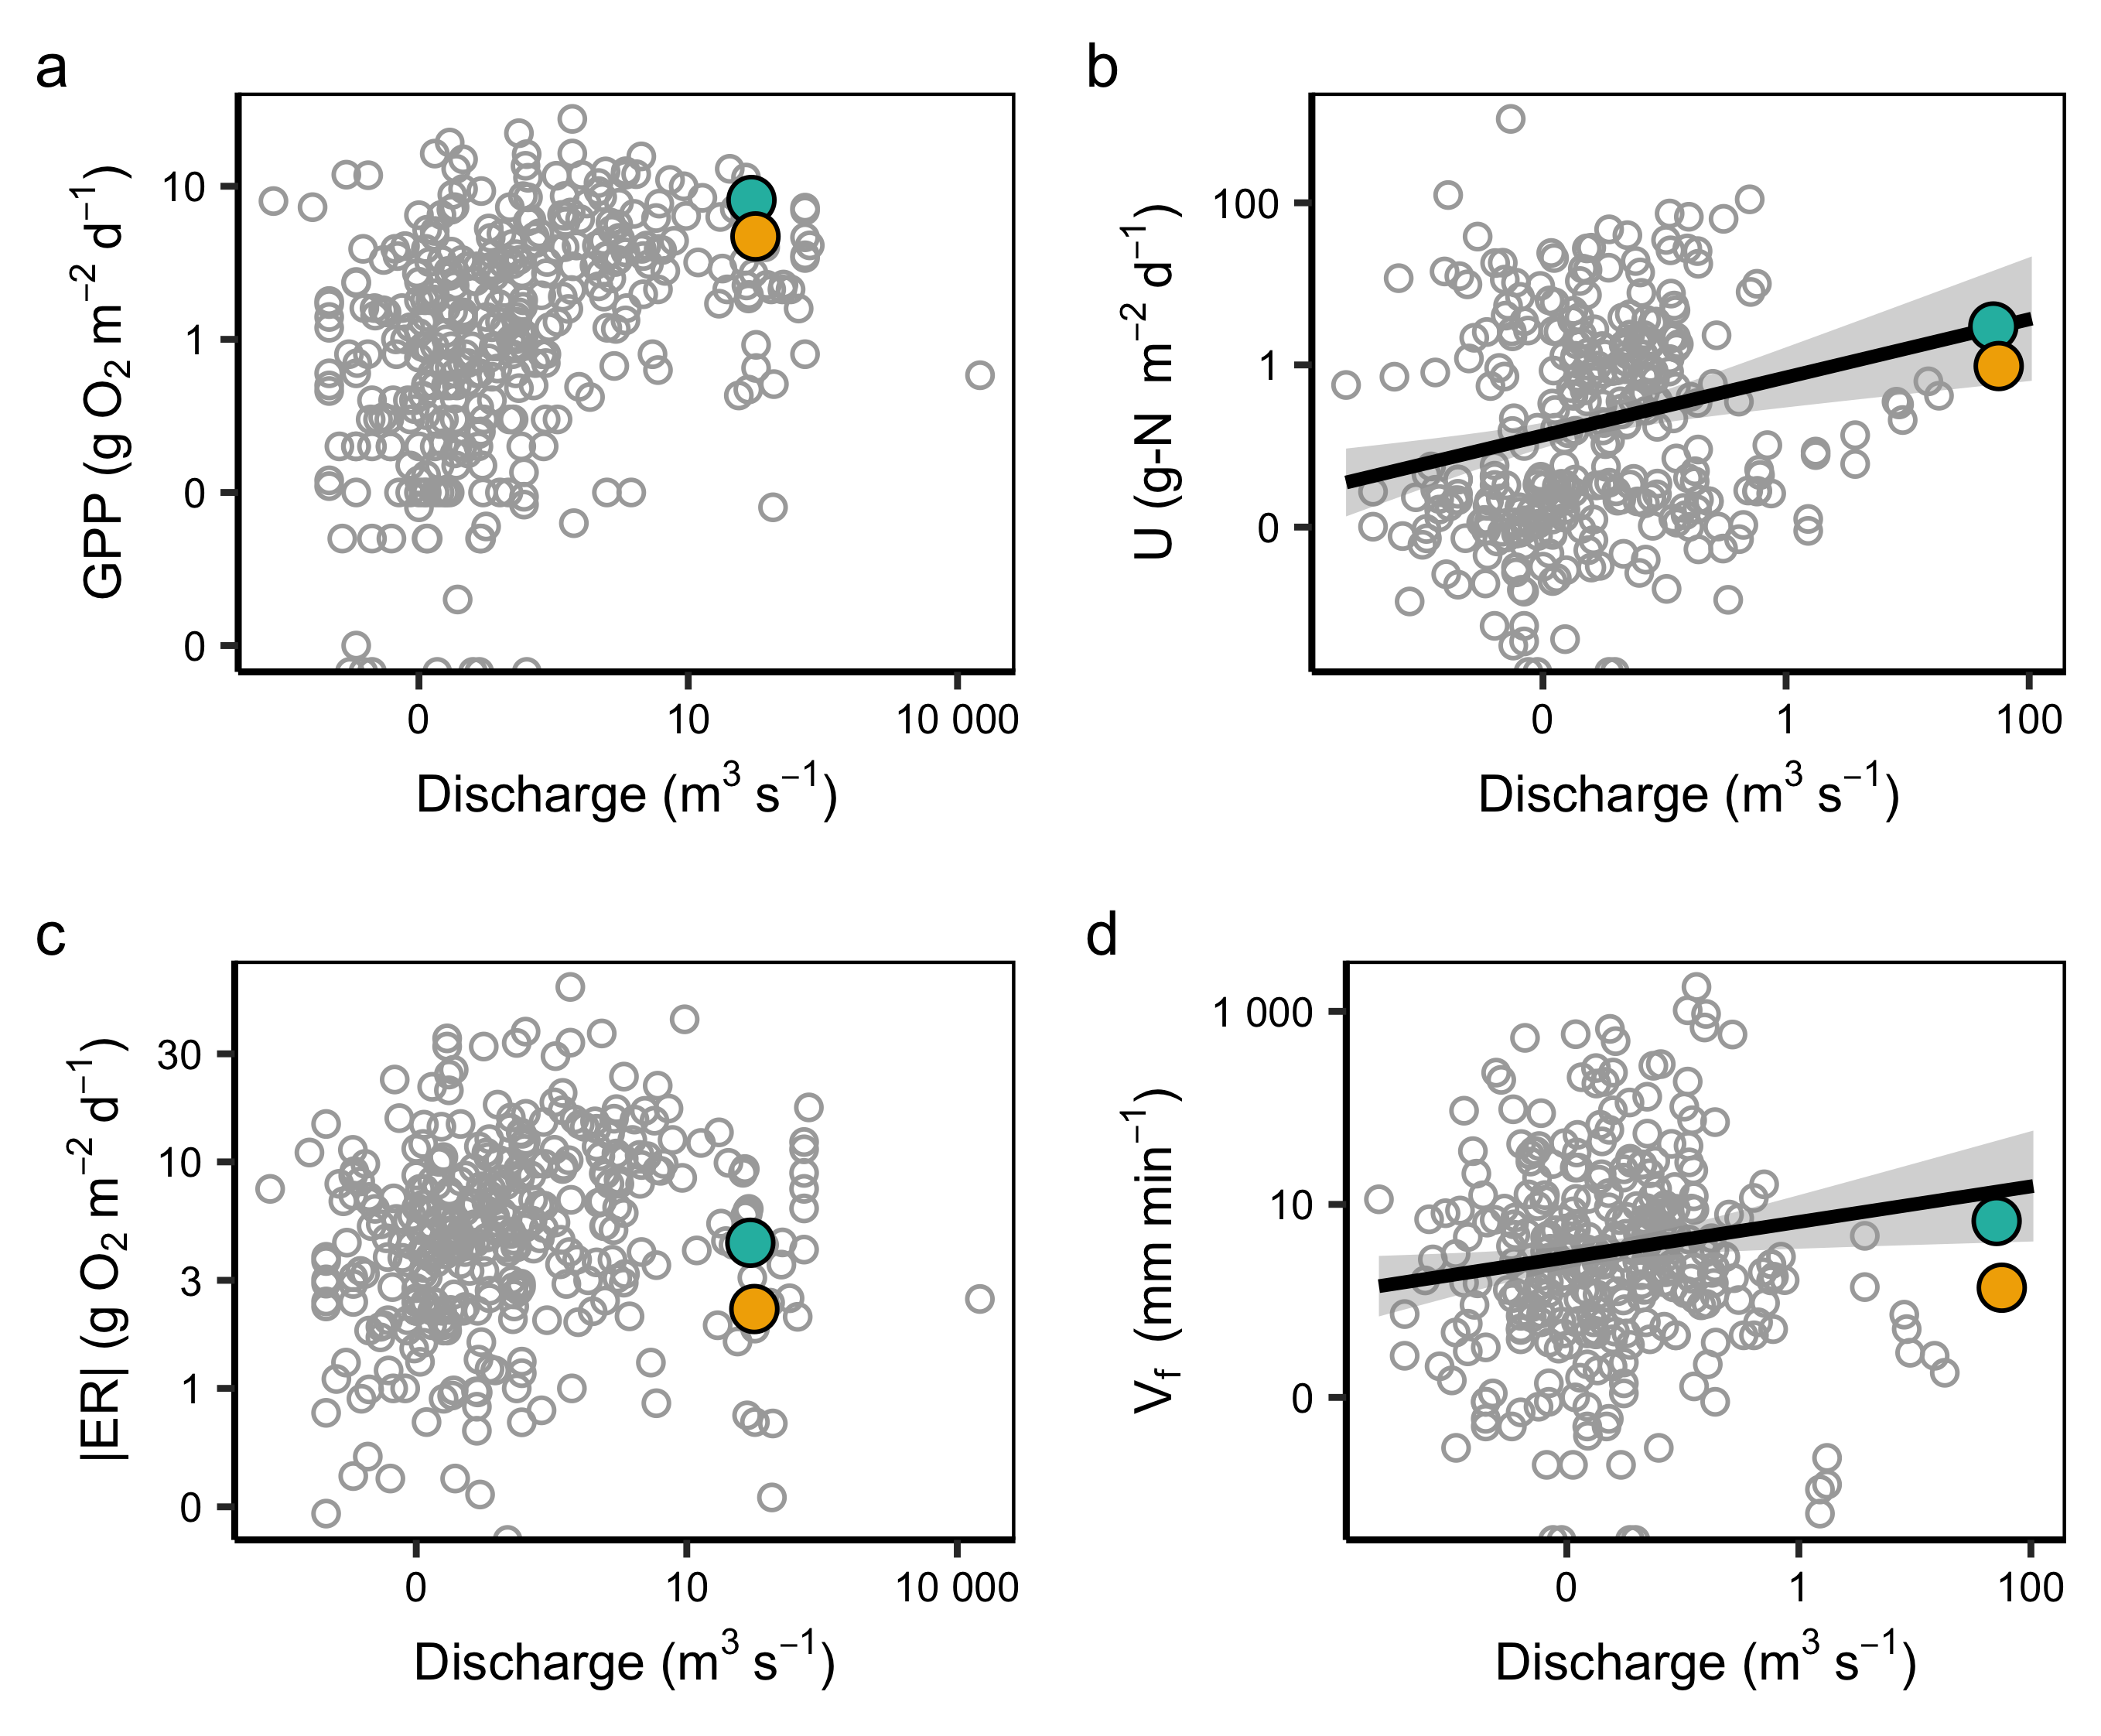 a
GPP (g O₂ m⁻² d⁻¹)
10
1
0
0
0 10 10 000
Discharge (m³ s⁻¹)
b
U (g-N m⁻² d⁻¹)
100
1
0
0 1 100
Discharge (m³ s⁻¹)
c
|ER| (g O₂ m⁻² d⁻¹)
30
10
3
1
0
0 10 10 000
Discharge (m³ s⁻¹)
d
V_f (mm min⁻¹)
1 000
10
0
0 1 100
Discharge (m³ s⁻¹)